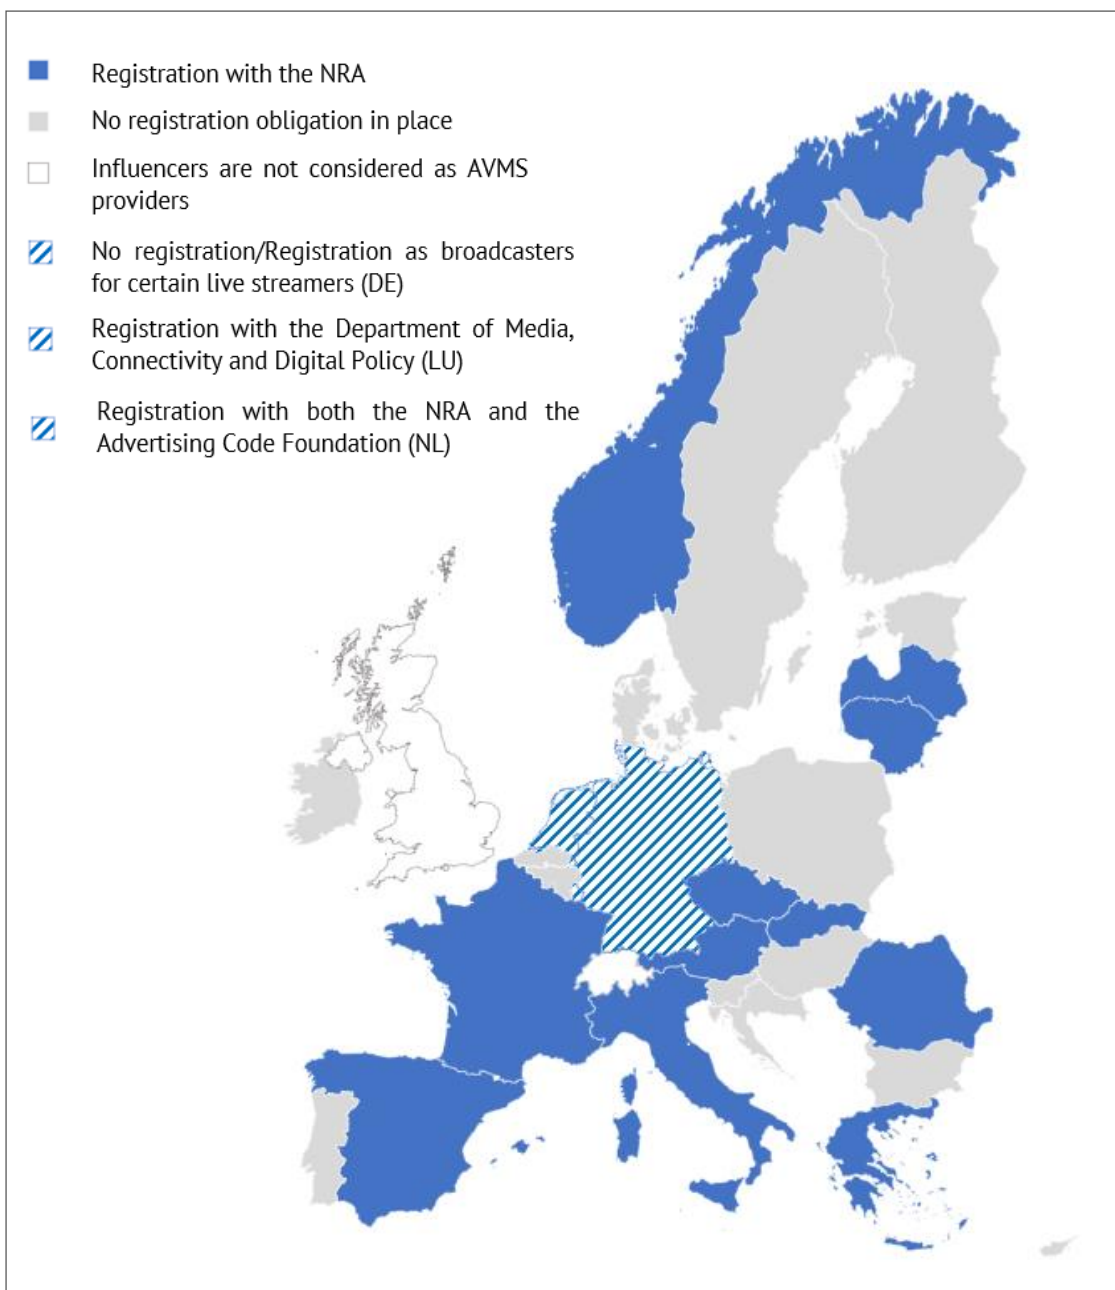 Registration with the NRA
No registration obligation in place
Influencers are not considered as AVMS
providers
No registration/Registration as broadcasters
for certain live streamers (DE)
Registration with the Department of Media,
Connectivity and Digital Policy (LU)
Registration with both the NRA and the
Advertising Code Foundation (NL)